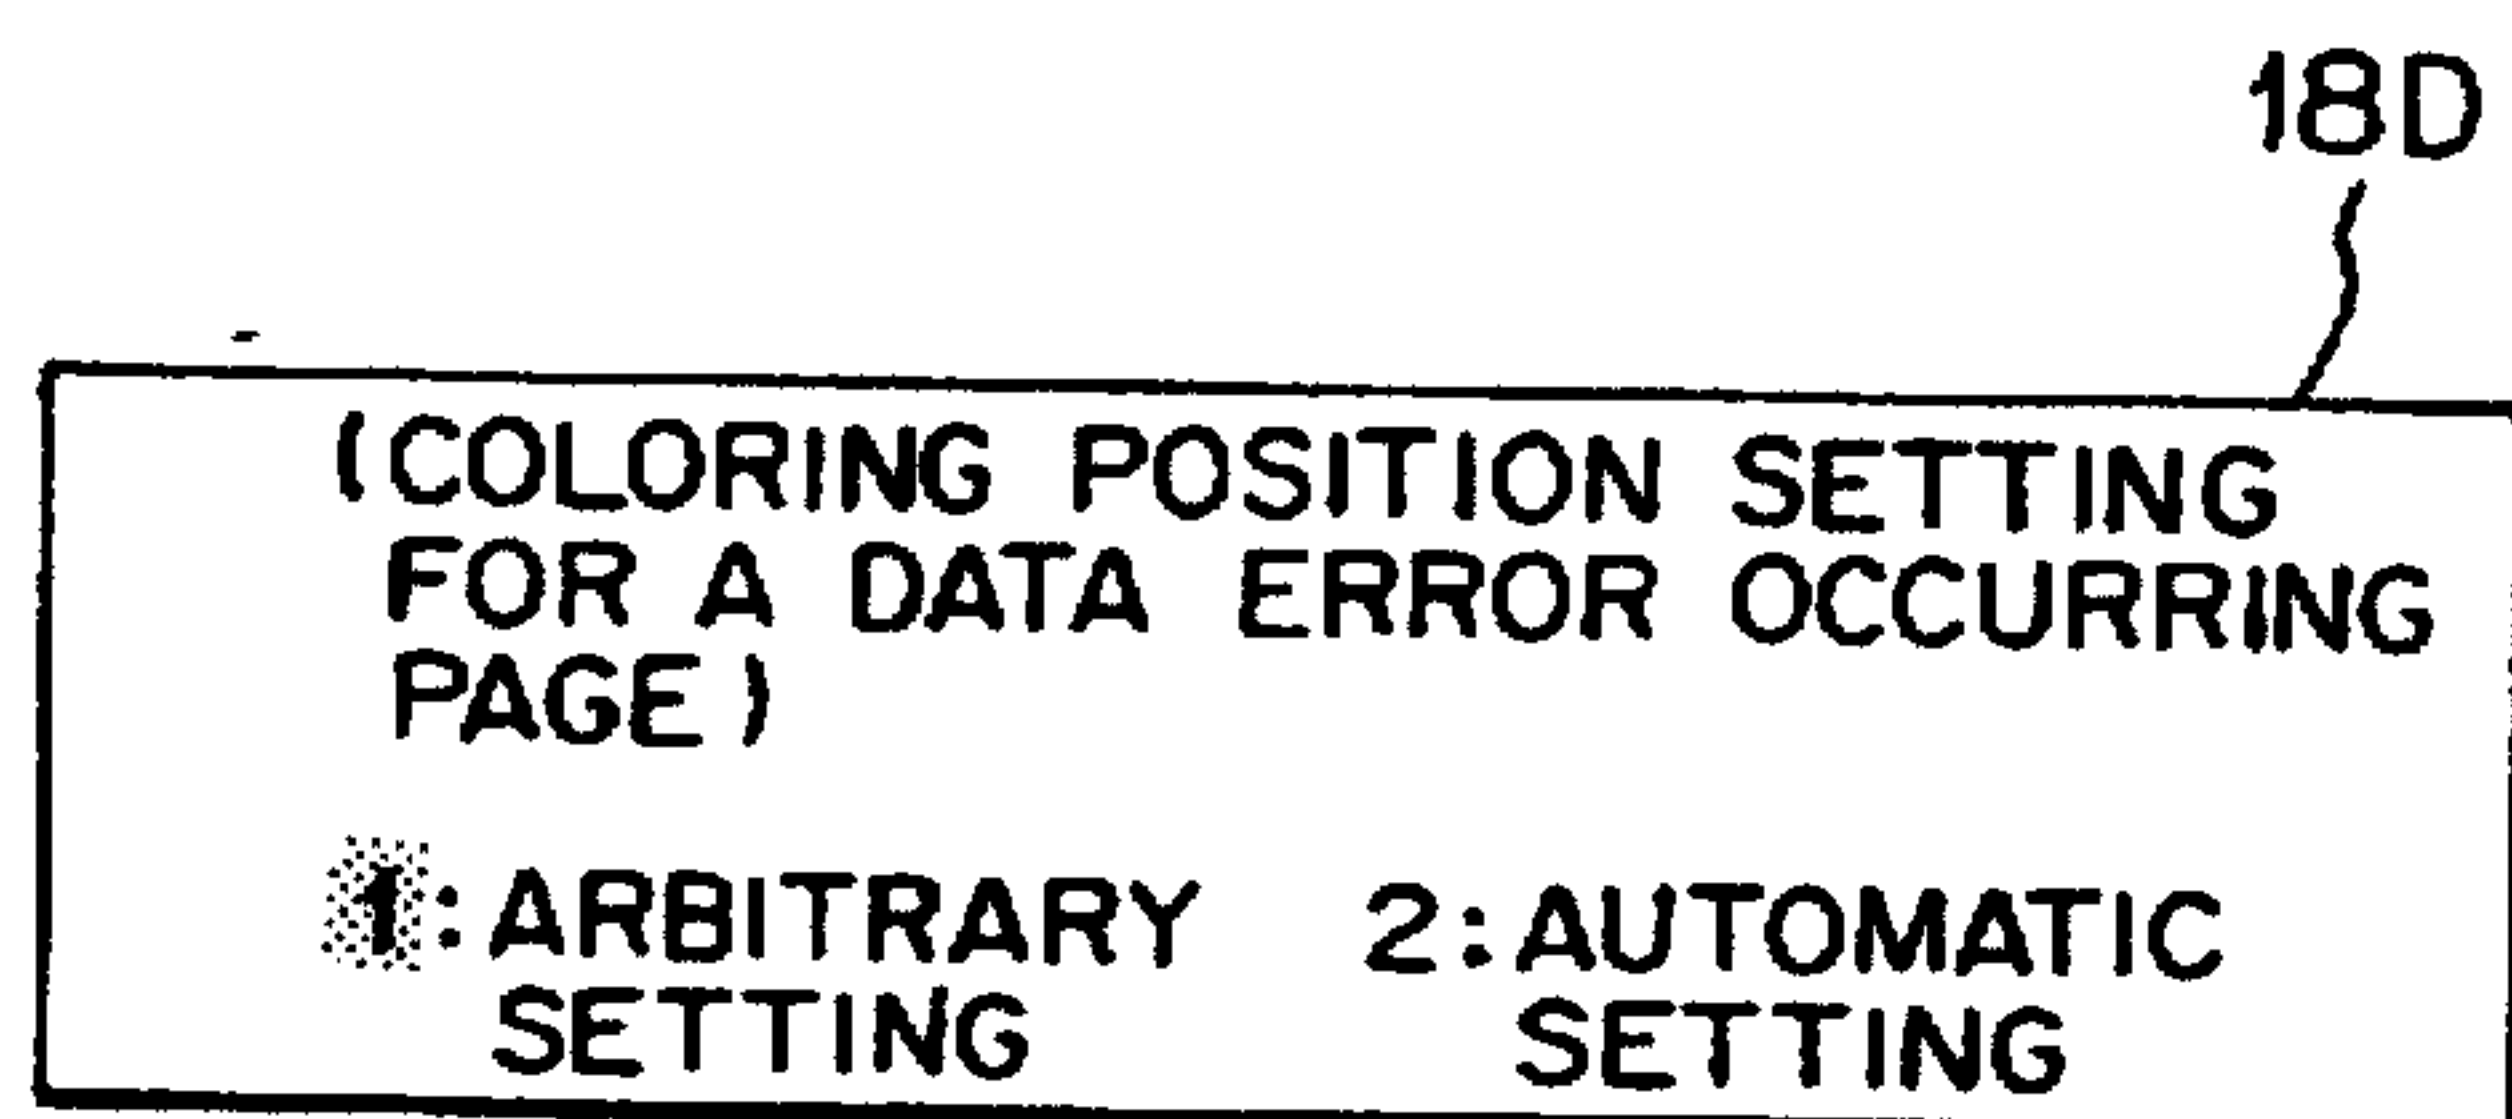 18D
(COLORING POSITION SETTING
FOR A DATA ERROR OCCURRING
PAGE)
1: ARBITRARY 2: AUTOMATIC
SETTING SETTING